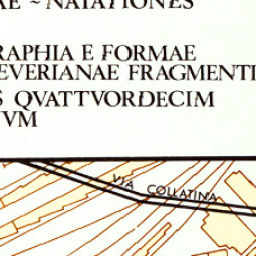 AE ~ NATATIONES
RAPHIA E FORMAE
EVERIANAE FRAGMENTI
S QVATTVORDECIM
VM
VIA COLLATINA